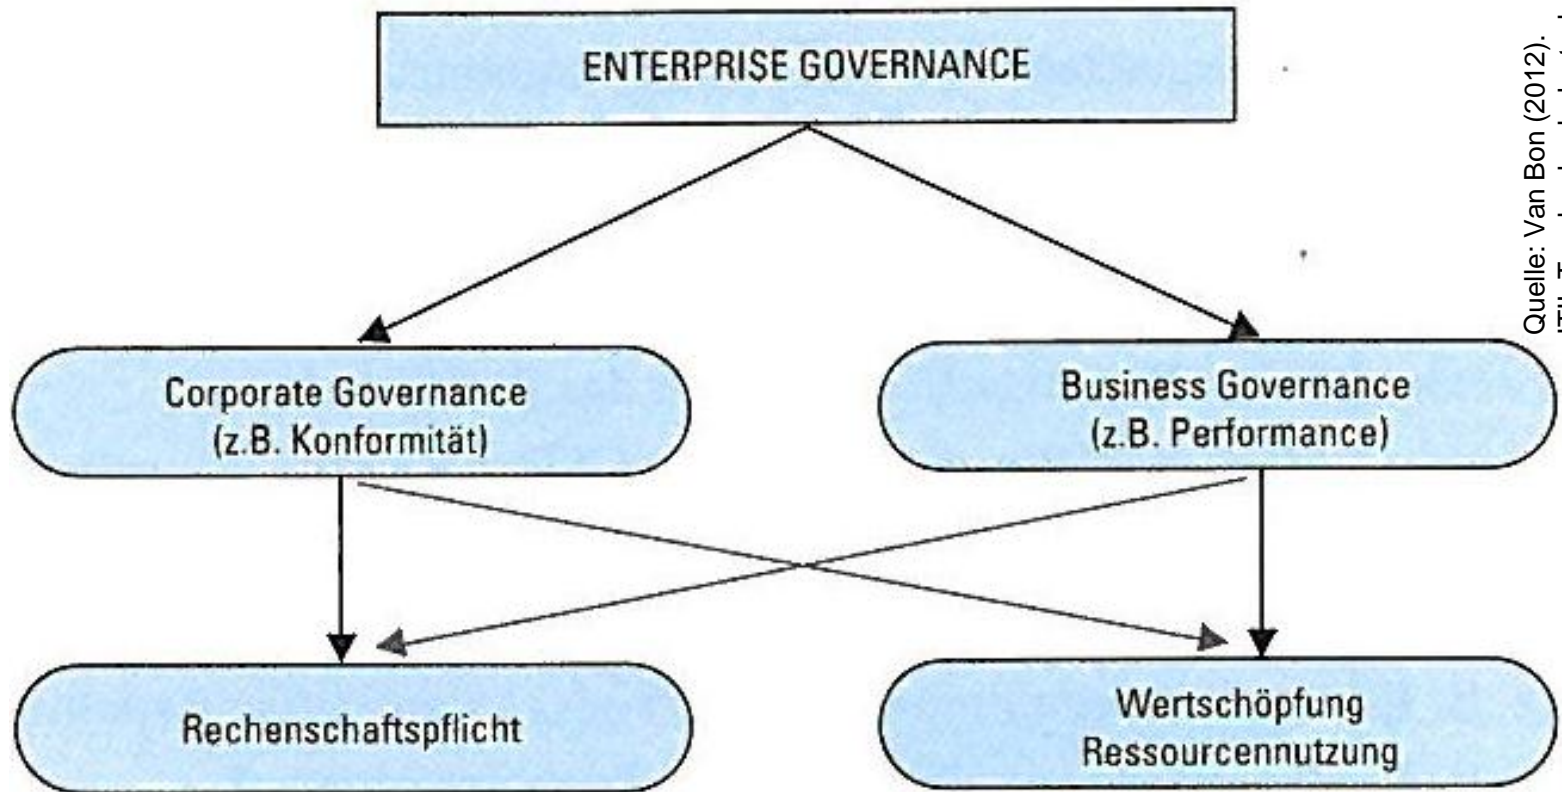 ENTERPRISE GOVERNANCE
Corporate Governance
(z.B. Konformität)
Business Governance
(z.B. Performance)
Rechenschaftspflicht
Wertschöpfung
Ressourcennutzung
Quelle: Van Bon (2012).